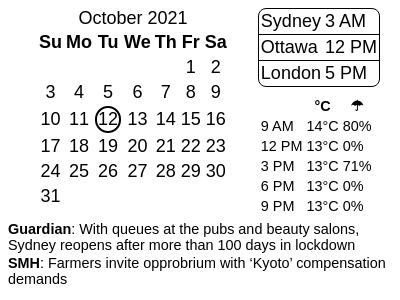 October 2021
Su Mo Tu We Th Fr Sa
1 2
3 4 5 6 7 8 9
10 11 12 13 14 15 16
17 18 19 20 21 22 23
24 25 26 27 28 29 30
31
Sydney 3 AM
Ottawa 12 PM
London 5 PM
°C ☂
9 AM 14°C 80%
12 PM 13°C 0%
3 PM 13°C 71%
6 PM 13°C 0%
9 PM 13°C 0%
Guardian: With queues at the pubs and beauty salons,
Sydney reopens after more than 100 days in lockdown
SMH: Farmers invite opprobrium with ‘Kyoto’ compensation
demands